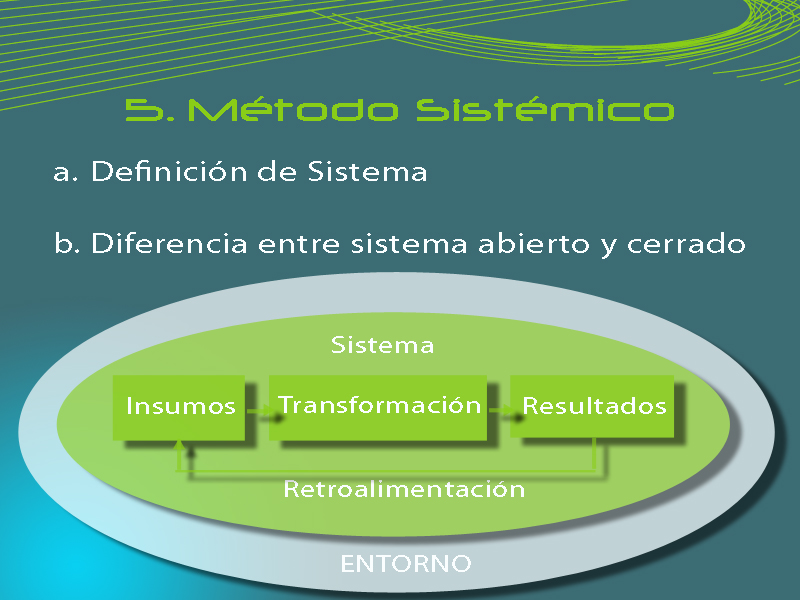 5. Método Sistémico
a. Definición de Sistema
b. Diferencia entre sistema abierto y cerrado
Sistema
Insumos
Transformación
Resultados
Retroalimentación
ENTORNO